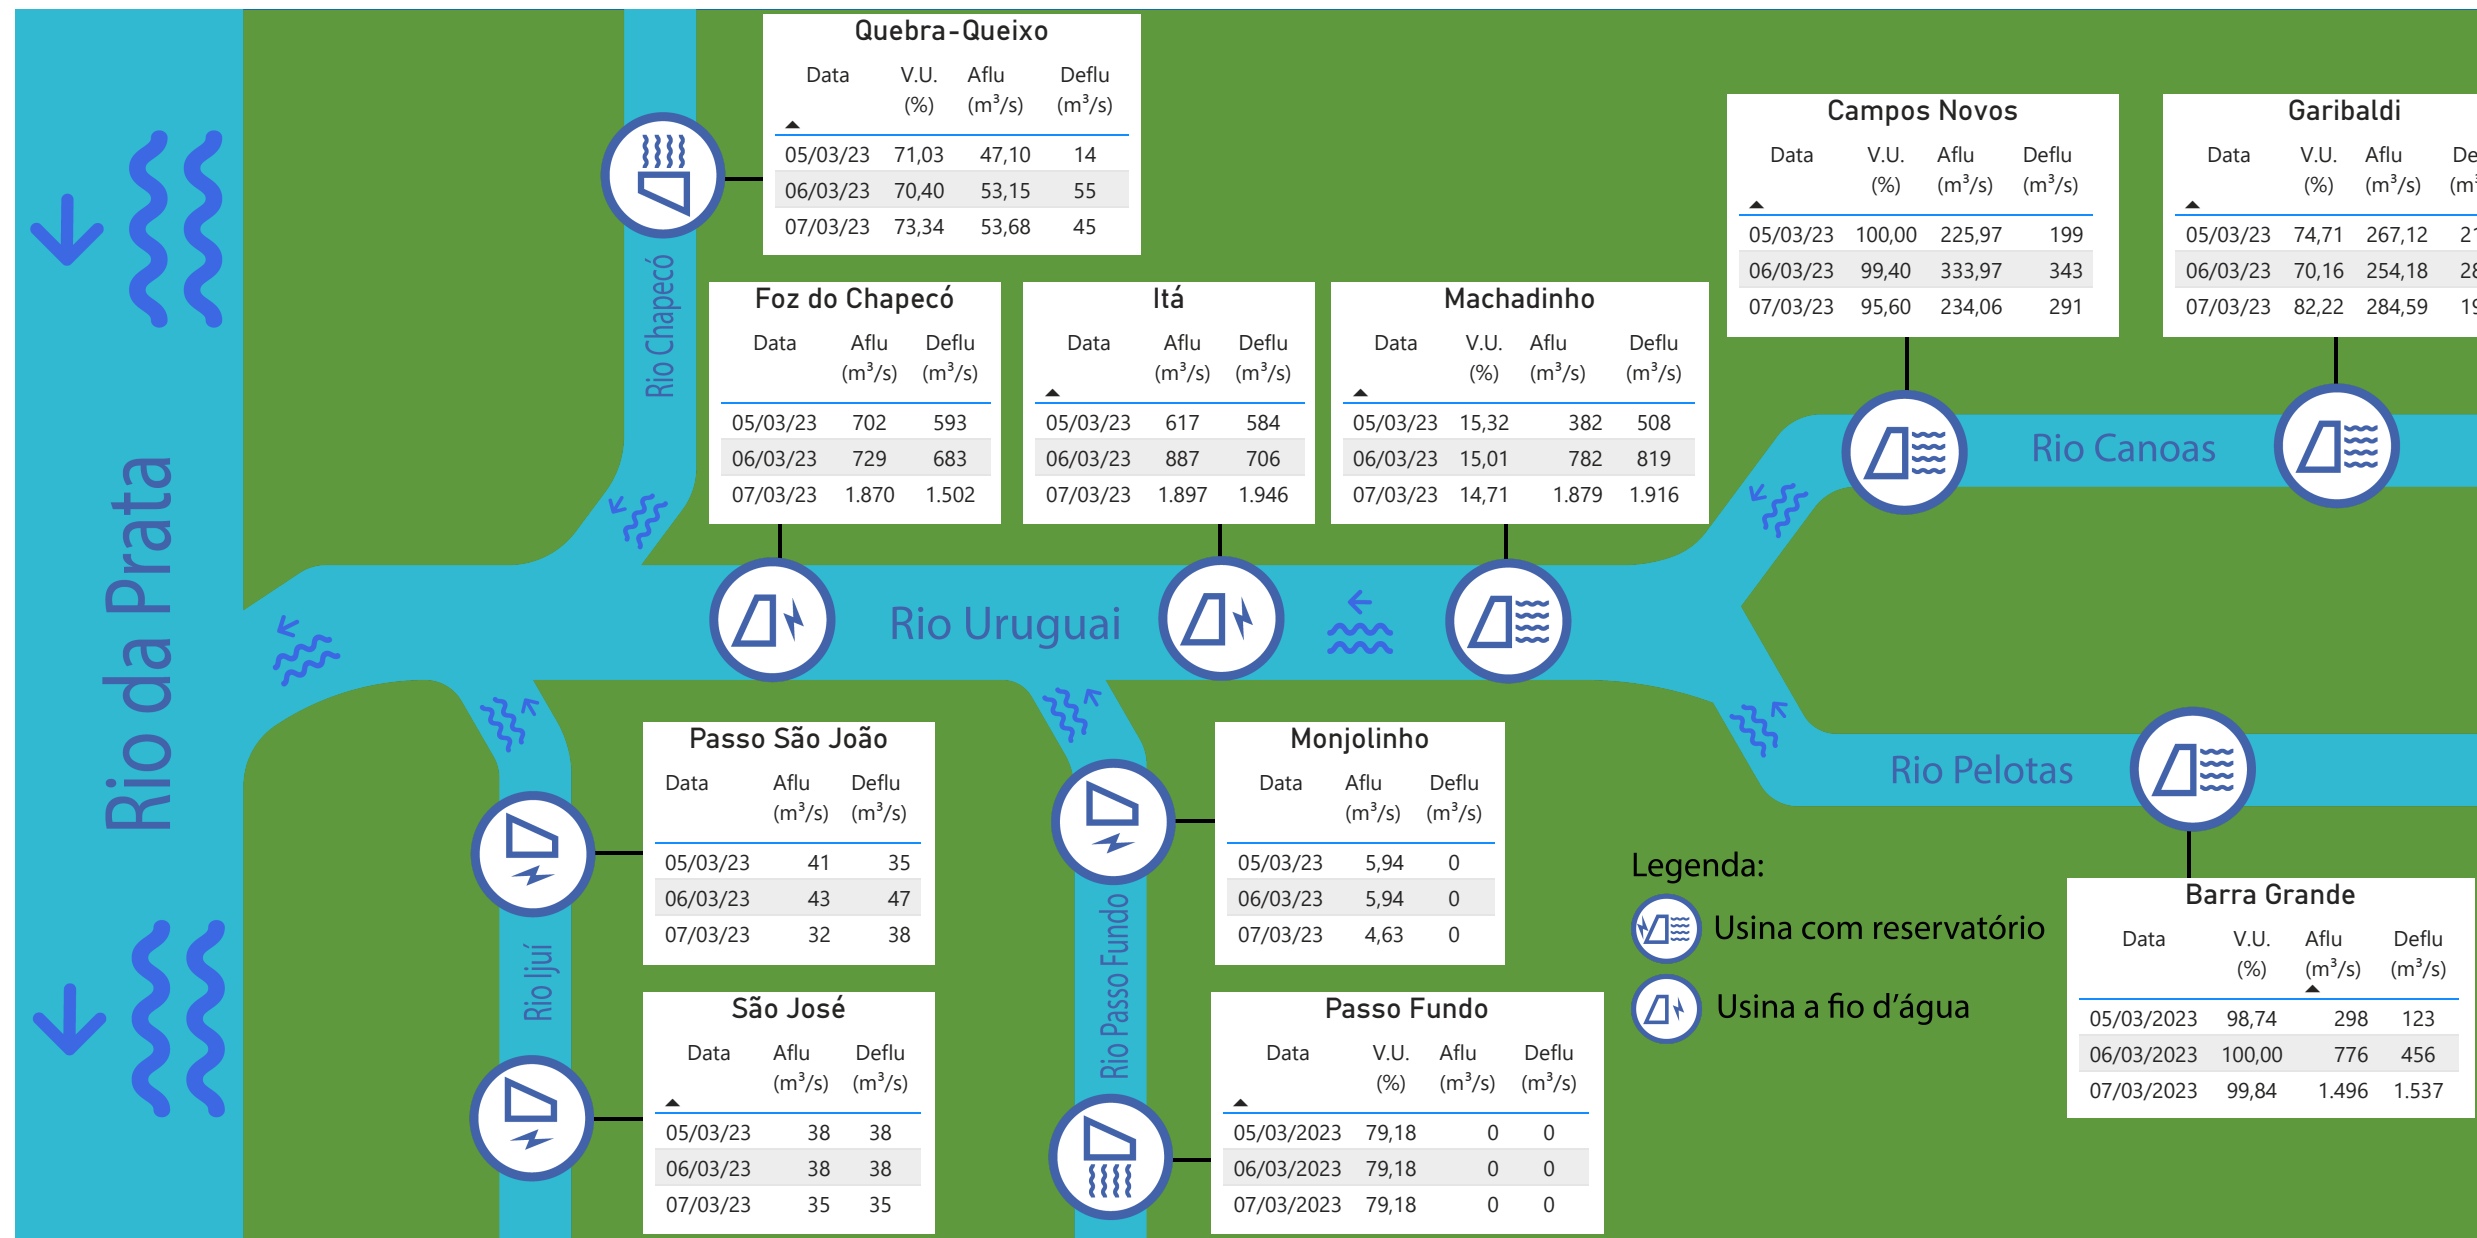 Quebra-Queixo
Data V.U. (%) Aflu (m³/s) Deflu (m³/s)
05/03/23 71,03 47,10 14
06/03/23 70,40 53,15 55
07/03/23 73,34 53,68 45
Campos Novos
Data V.U. (%) Aflu (m³/s) Deflu (m³/s)
05/03/23 100,00 225,97 199
06/03/23 99,40 333,97 343
07/03/23 95,60 234,06 291
Garibaldi
Data V.U. (%) Aflu (m³/s)
05/03/23 74,71 267,12
06/03/23 70,16 254,18
07/03/23 82,22 284,59
Foz do Chapecó
Data Aflu (m³/s) Deflu (m³/s)
05/03/23 702 593
06/03/23 729 683
07/03/23 1.870 1.502
Itá
Data Aflu (m³/s) Deflu (m³/s)
05/03/23 617 584
06/03/23 887 706
07/03/23 1.897 1.946
Machadinho
Data V.U. (%) Aflu (m³/s) Deflu (m³/s)
05/03/23 15,32 382 508
06/03/23 15,01 782 819
07/03/23 14,71 1.879 1.916
Rio Chapecó
Rio Canoas
Rio da Prata
Rio Uruguai
Rio Pelotas
Passo São João
Data Aflu (m³/s) Deflu (m³/s)
05/03/23 41 35
06/03/23 43 47
07/03/23 32 38
Monjolinho
Data Aflu (m³/s) Deflu (m³/s)
05/03/23 5,94 0
06/03/23 5,94 0
07/03/23 4,63 0
Rio Ijuí
Rio Passo Fundo
São José
Data Aflu (m³/s) Deflu (m³/s)
05/03/23 38 38
06/03/23 38 38
07/03/23 35 35
Passo Fundo
Data V.U. (%) Aflu (m³/s) Deflu (m³/s)
05/03/2023 79,18 0 0
06/03/2023 79,18 0 0
07/03/2023 79,18 0 0
Legenda:
Usina com reservatório
Usina a fio d'água
Barra Grande
Data V.U. (%) Aflu (m³/s) Deflu (m³/s)
05/03/2023 98,74 298 123
06/03/2023 100,00 776 456
07/03/2023 99,84 1.496 1.537